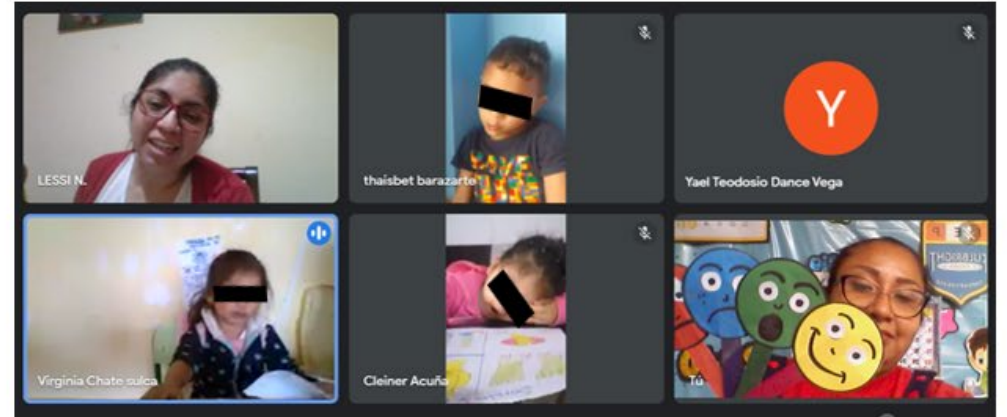 LESSI N.
thaisbet barazarte
Y
Yael Teodosio Dance Vega
Virginia Chate sulca
Cleiner Acuña
Tú